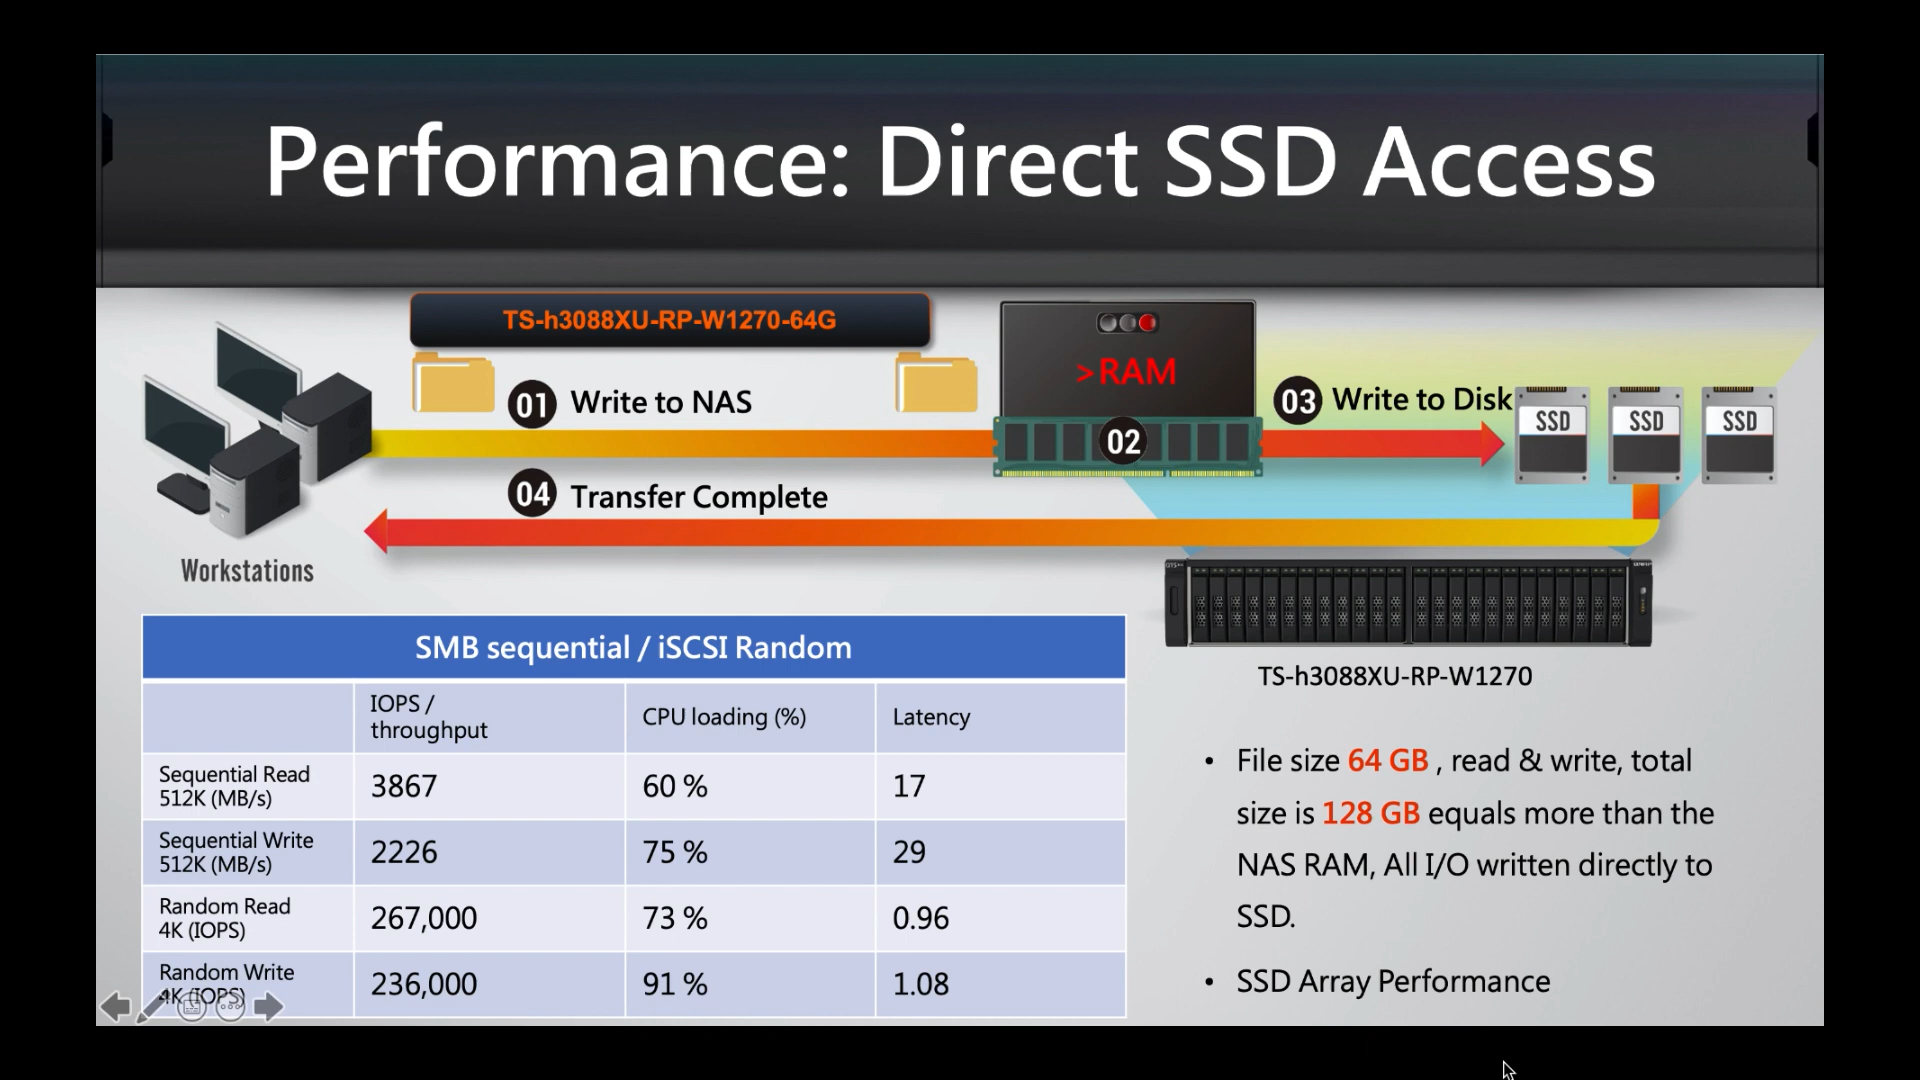 Performance: Direct SSD Access
TS-h3088XU-RP-W1270-64G
>RAM
01 Write to NAS
02
03 Write to Disk
SSD
SSD
SSD
04 Transfer Complete
Workstations
TS-h3088XU-RP-W1270
SMB sequential / iSCSI Random
IOPS /
throughput
CPU loading (%)
Latency
Sequential Read
512K (MB/s)
3867
60 %
17
Sequential Write
512K (MB/s)
2226
75 %
29
Random Read
4K (IOPS)
267,000
73 %
0.96
Random Write
4K (IOPS)
236,000
91 %
1.08
• File size 64 GB , read & write, total
size is 128 GB equals more than the
NAS RAM, All I/O written directly to
SSD.
• SSD Array Performance